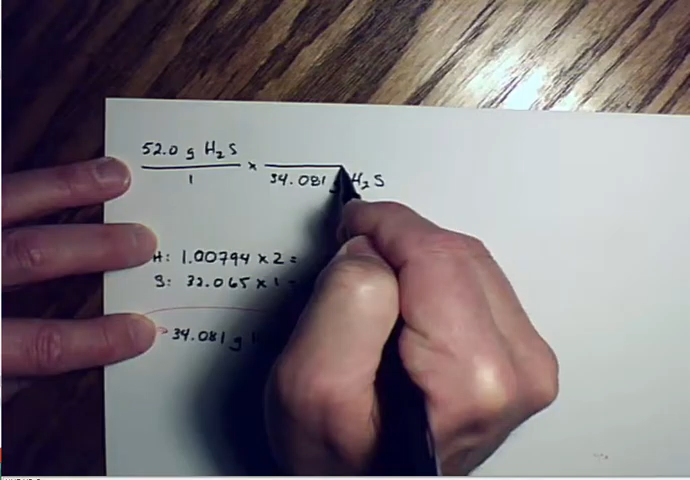 52.0 g H₂S × 
1 34.081 g H₂S
H: 1.00794 × 2 =
S: 32.065 × 1 =
34.081 g